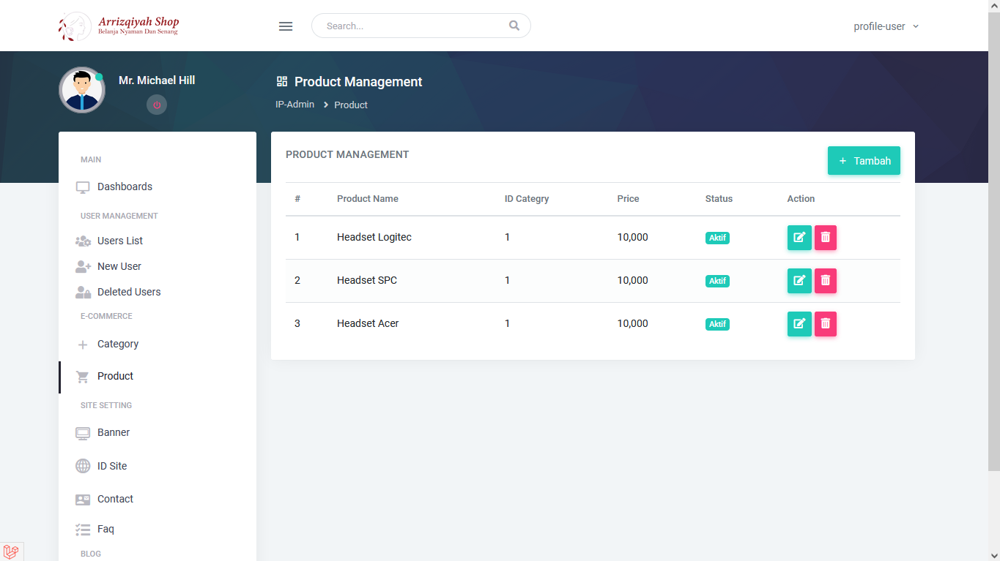 Arrizqiyah Shop
Belanja Nyaman Dan Senang
Search...
profile-user
Mr. Michael Hill
Product Management
IP-Admin
Product
MAIN
Dashboards
USER MANAGEMENT
Users List
New User
Deleted Users
E-COMMERCE
Category
Product
SITE SETTING
Banner
ID Site
Contact
Faq
BLOG
PRODUCT MANAGEMENT
+ Tambah
# Product Name ID Categry Price Status Action
1 Headset Logitec 1 10,000 Aktif
2 Headset SPC 1 10,000 Aktif
3 Headset Acer 1 10,000 Aktif